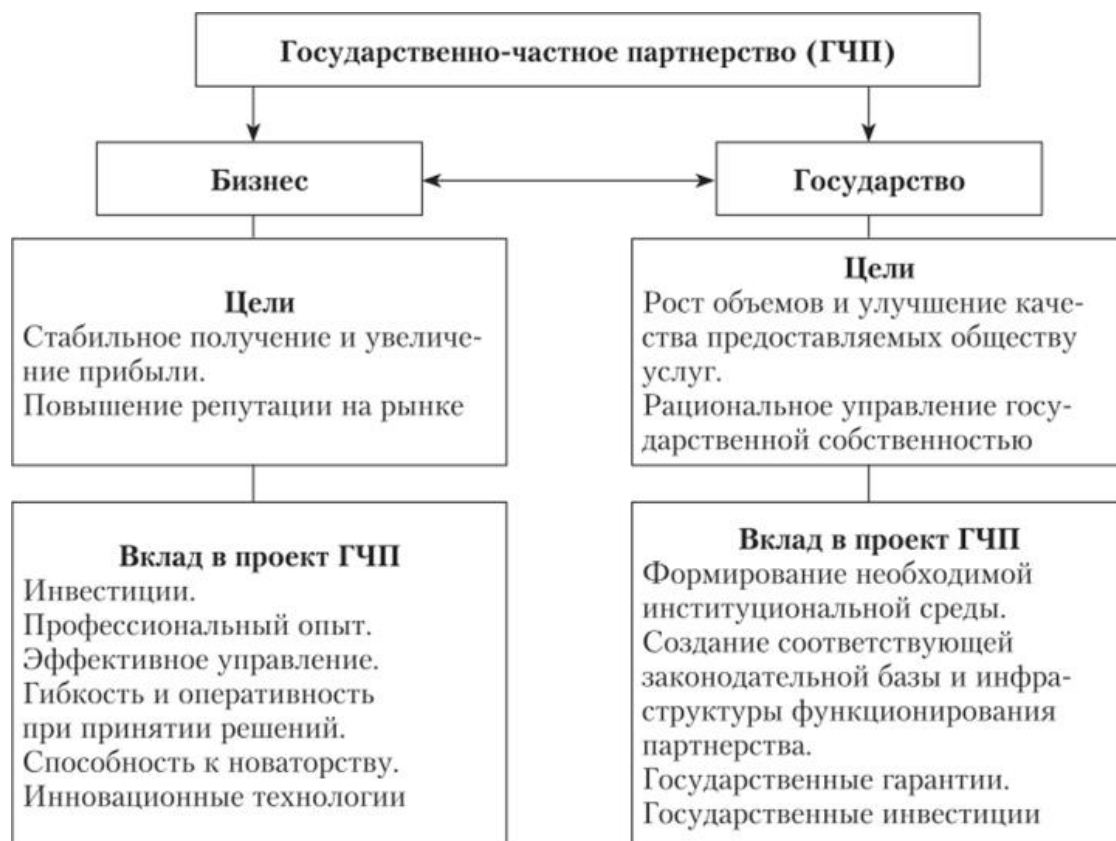 Государственно-частное партнерство (ГЧП)
Бизнес
Государство
Цели
Стабильное получение и увеличе-
ние прибыли.
Повышение репутации на рынке
Цели
Рост объемов и улучшение каче-
ства предоставляемых обществу
услуг.
Рациональное управление госу-
дарственной собственностью
Вклад в проект ГЧП
Инвестиции.
Профессиональный опыт.
Эффективное управление.
Гибкость и оперативность
при принятии решений.
Способность к новаторству.
Инновационные технологии
Вклад в проект ГЧП
Формирование необходимой
институциональной среды.
Создание соответствующей
законодательной базы и инфра-
структуры функционирования
партнерства.
Государственные гарантии.
Государственные инвестиции